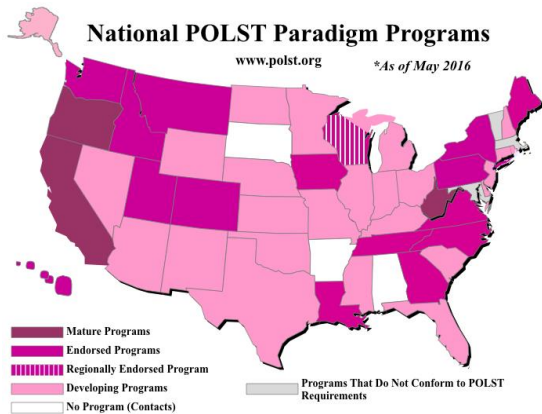 National POLST Paradigm Programs
www.polst.org
*As of May 2016
Mature Programs
Endorsed Programs
Regionally Endorsed Program
Developing Programs
No Program (Contacts)
Programs That Do Not Conform to POLST
Requirements